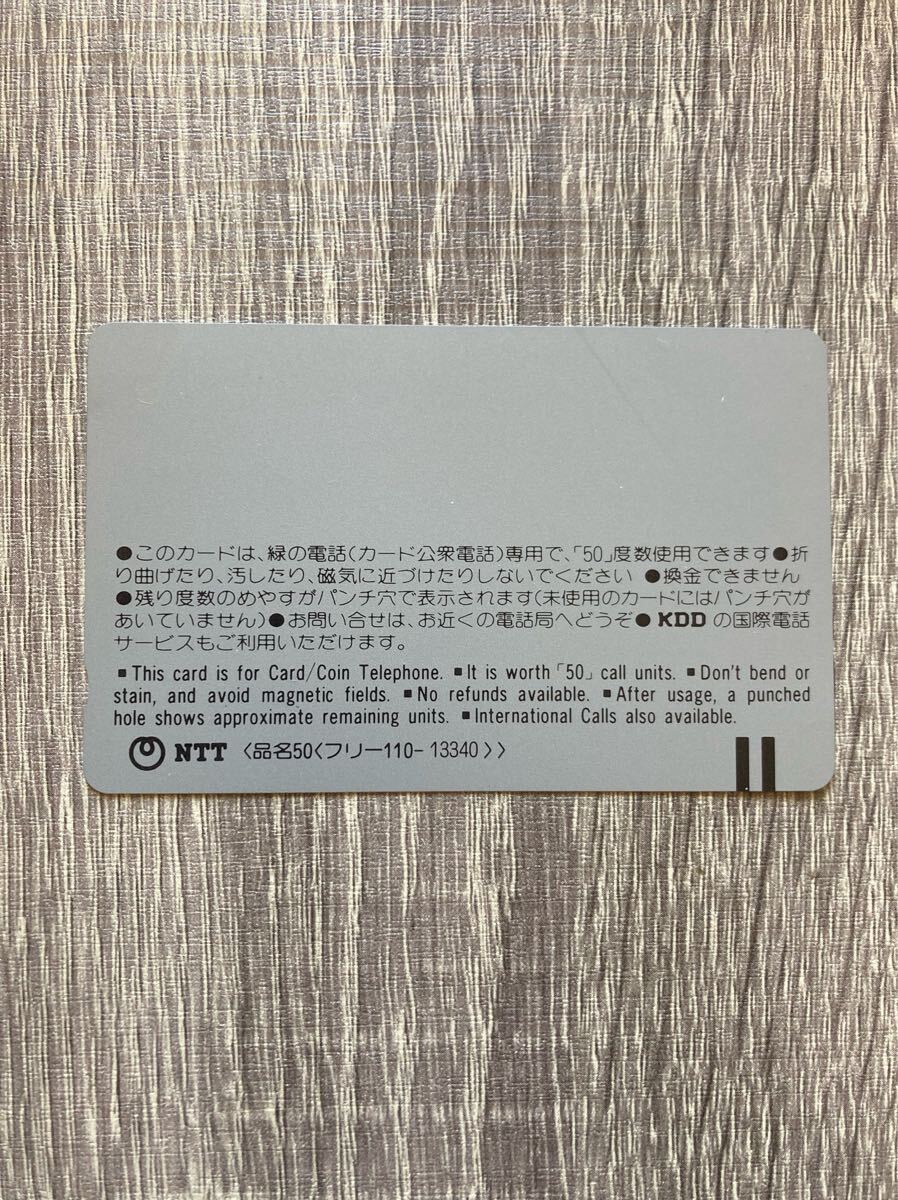 ●このカードは、緑の電話(カード公衆電話)専用で、「50」度数使用できます●折
り曲げたり、汚したり、磁気に近づけたりしないでください ●換金できません
●残り度数のめやすがパンチ穴で表示されます(未使用のカードにはパンチ穴が
あいていません)●お問い合せは、お近くの電話局へどうぞ● KDD の国際電話
サービスもご利用いただけます。
▪This card is for Card/Coin Telephone. ▪It is worth「50」call units. ▪Don't bend or
stain, and avoid magnetic fields. ▪No refunds available. ▪After usage, a punched
hole shows approximate remaining units. ▪International Calls also available.
NTT 〈品名50〈フリー110-13340〉〉